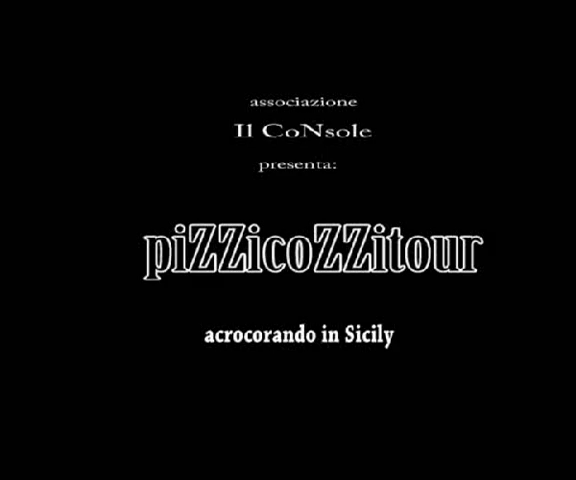 associazione
Il CoNsole
presenta:
piZZicoZZitour
acrocorando in Sicily